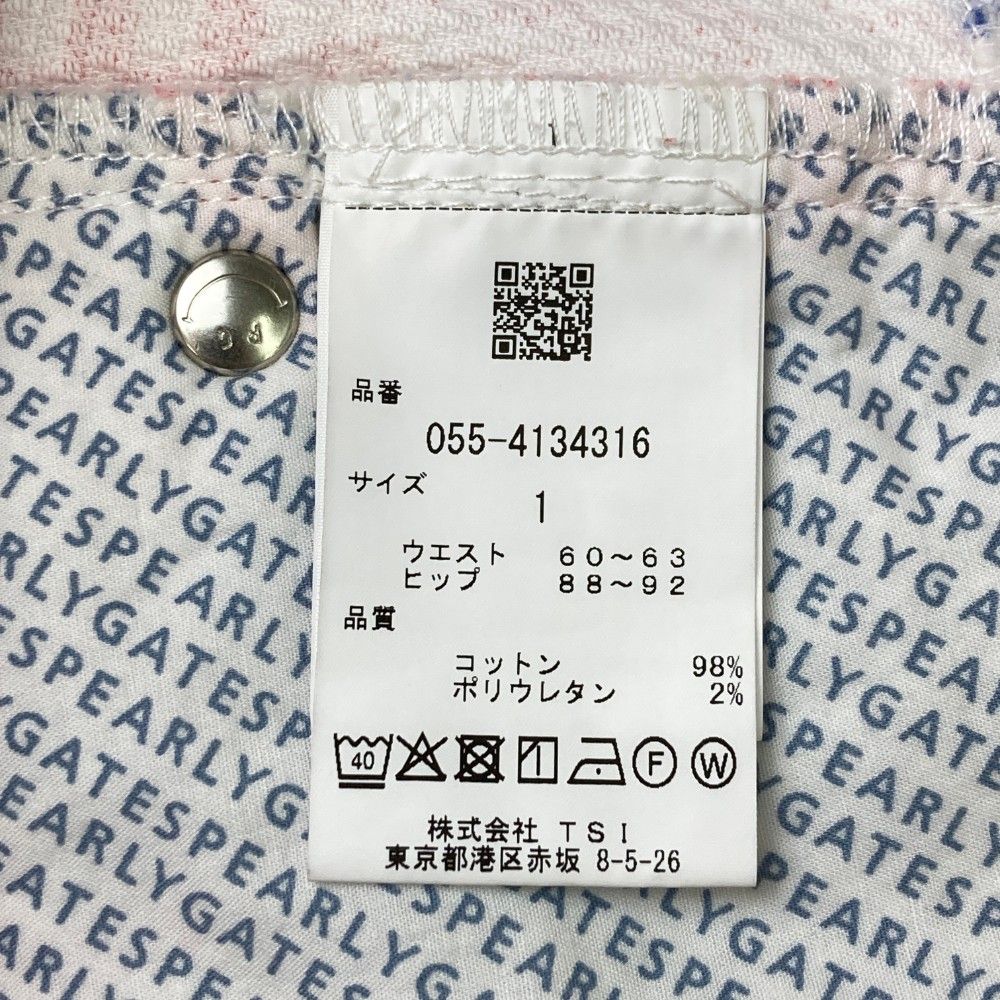 品番
055-4134316
サイズ
1
ウエスト 60～63
ヒップ 88～92
品質
コットン 98%
ポリウレタン 2%
40
F
W
株式会社 TSI
東京都港区赤坂 8-5-26
PG
PEARLYGATES